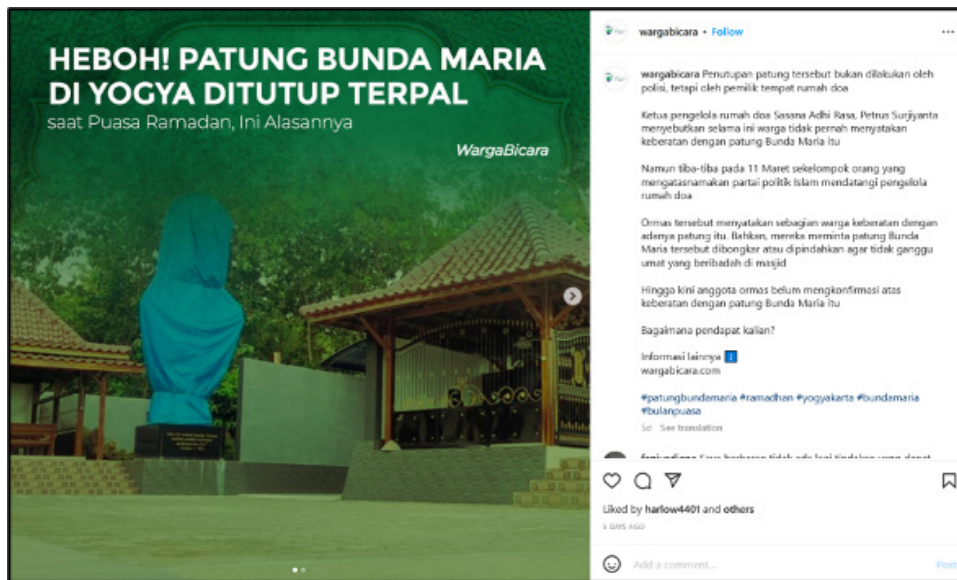 HEBOH! PATUNG BUNDA MARIA
DI YOGYA DITUTUP TERPAL
saat Puasa Ramadan, Ini Alasannya
WargaBicara
wargabicara • Follow
wargabicara Penutupan patung tersebut bukan dilakukan oleh
polisi, tetapi oleh pemilik tempat rumah doa
Ketua pengelola rumah doa Sasana Adhi Rasa, Petrus Surjiyanta
menyebutkan selama ini warga tidak pernah menyatakan
keberatan dengan patung Bunda Maria itu
Namun tiba-tiba pada 11 Maret sekelompok orang yang
mengatasnamakan partai politik Islam mendatangi pengelola
rumah doa
Ormas tersebut menyatakan sebagian warga keberatan dengan
adanya patung itu. Bahkan, mereka meminta patung Bunda
Maria tersebut dibongkar atau dipindahkan agar tidak ganggu
umat yang beribadah di masjid
Hingga kini anggota ormas belum mengkonfirmasi atas
keberatan dengan patung Bunda Maria itu
Bagaimana pendapat kalian?
Informasi lainnya
wargabicara.com
#patungbundamaria #ramadhan #yogyakarta #bundamaria
#bulanpuasa
5d See translation
Liked by harlow4401 and others
5 DAYS AGO
Add a comment...
Post